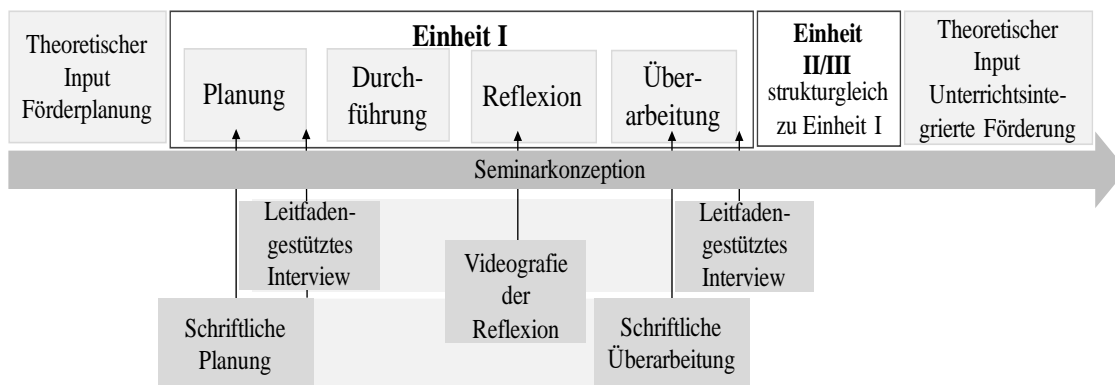 Theoretischer
Input
Förderplanung
Einheit I
Planung
Durch-
führung
Reflexion
Über-
arbeitung
Einheit
II/III
strukturgleich
zu Einheit I
Theoretischer
Input
Unterrichtsinte-
grierte Förderung
Seminarkonzeption
Leitfaden-
gestütztes
Interview
Schriftliche
Planung
Videografie
der
Reflexion
Leitfaden-
gestütztes
Interview
Schriftliche
Überarbeitung